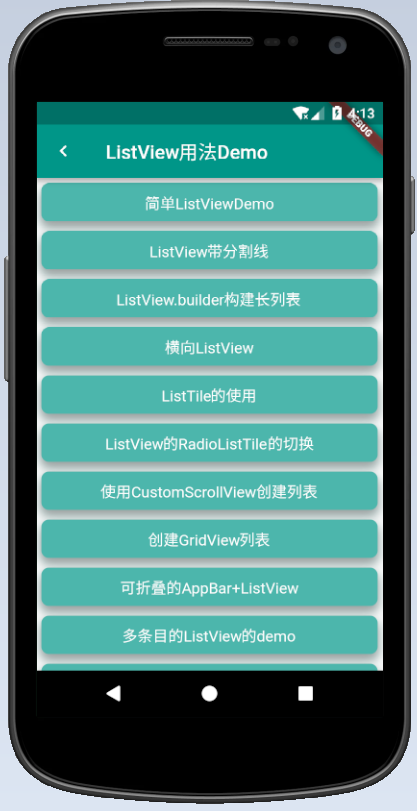 4:13
DEBUG
ListView用法Demo
简单ListViewDemo
ListView带分割线
ListView.builder构建长列表
横向ListView
ListTile的使用
ListView的RadioListTile的切换
使用CustomScrollView创建列表
创建GridView列表
可折叠的AppBar+ListView
多条目的ListView的demo